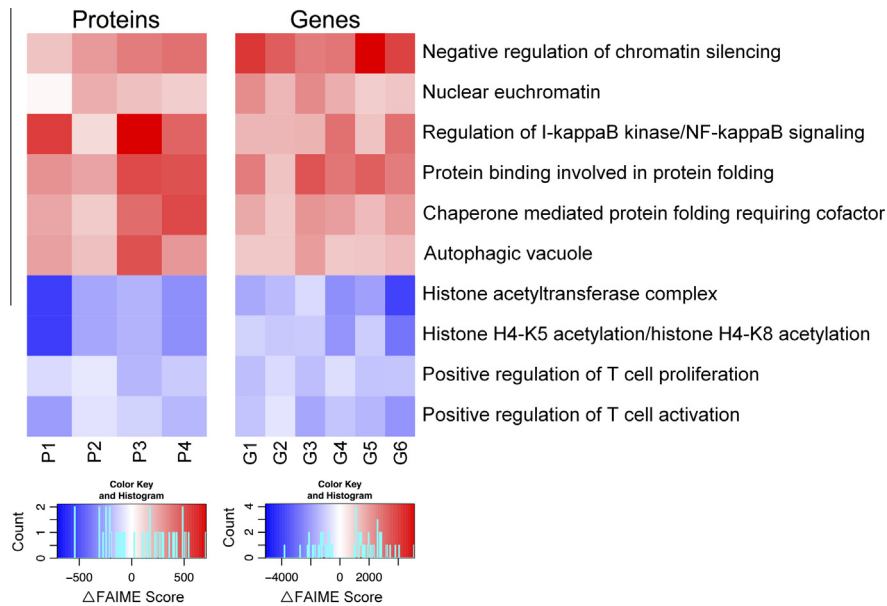 Proteins Genes
Negative regulation of chromatin silencing
Nuclear euchromatin
Regulation of I-kappaB kinase/NF-kappaB signaling
Protein binding involved in protein folding
Chaperone mediated protein folding requiring cofactor
Autophagic vacuole
Histone acetyltransferase complex
Histone H4-K5 acetylation/histone H4-K8 acetylation
Positive regulation of T cell proliferation
Positive regulation of T cell activation
P1 P2 P3 P4 G1 G2 G3 G4 G5 G6
Color Key
and Histogram
Count
0 1 2
−500 0 500
△FAIME Score
Color Key
and Histogram
Count
0 2 4
−4000 0 2000
△FAIME Score